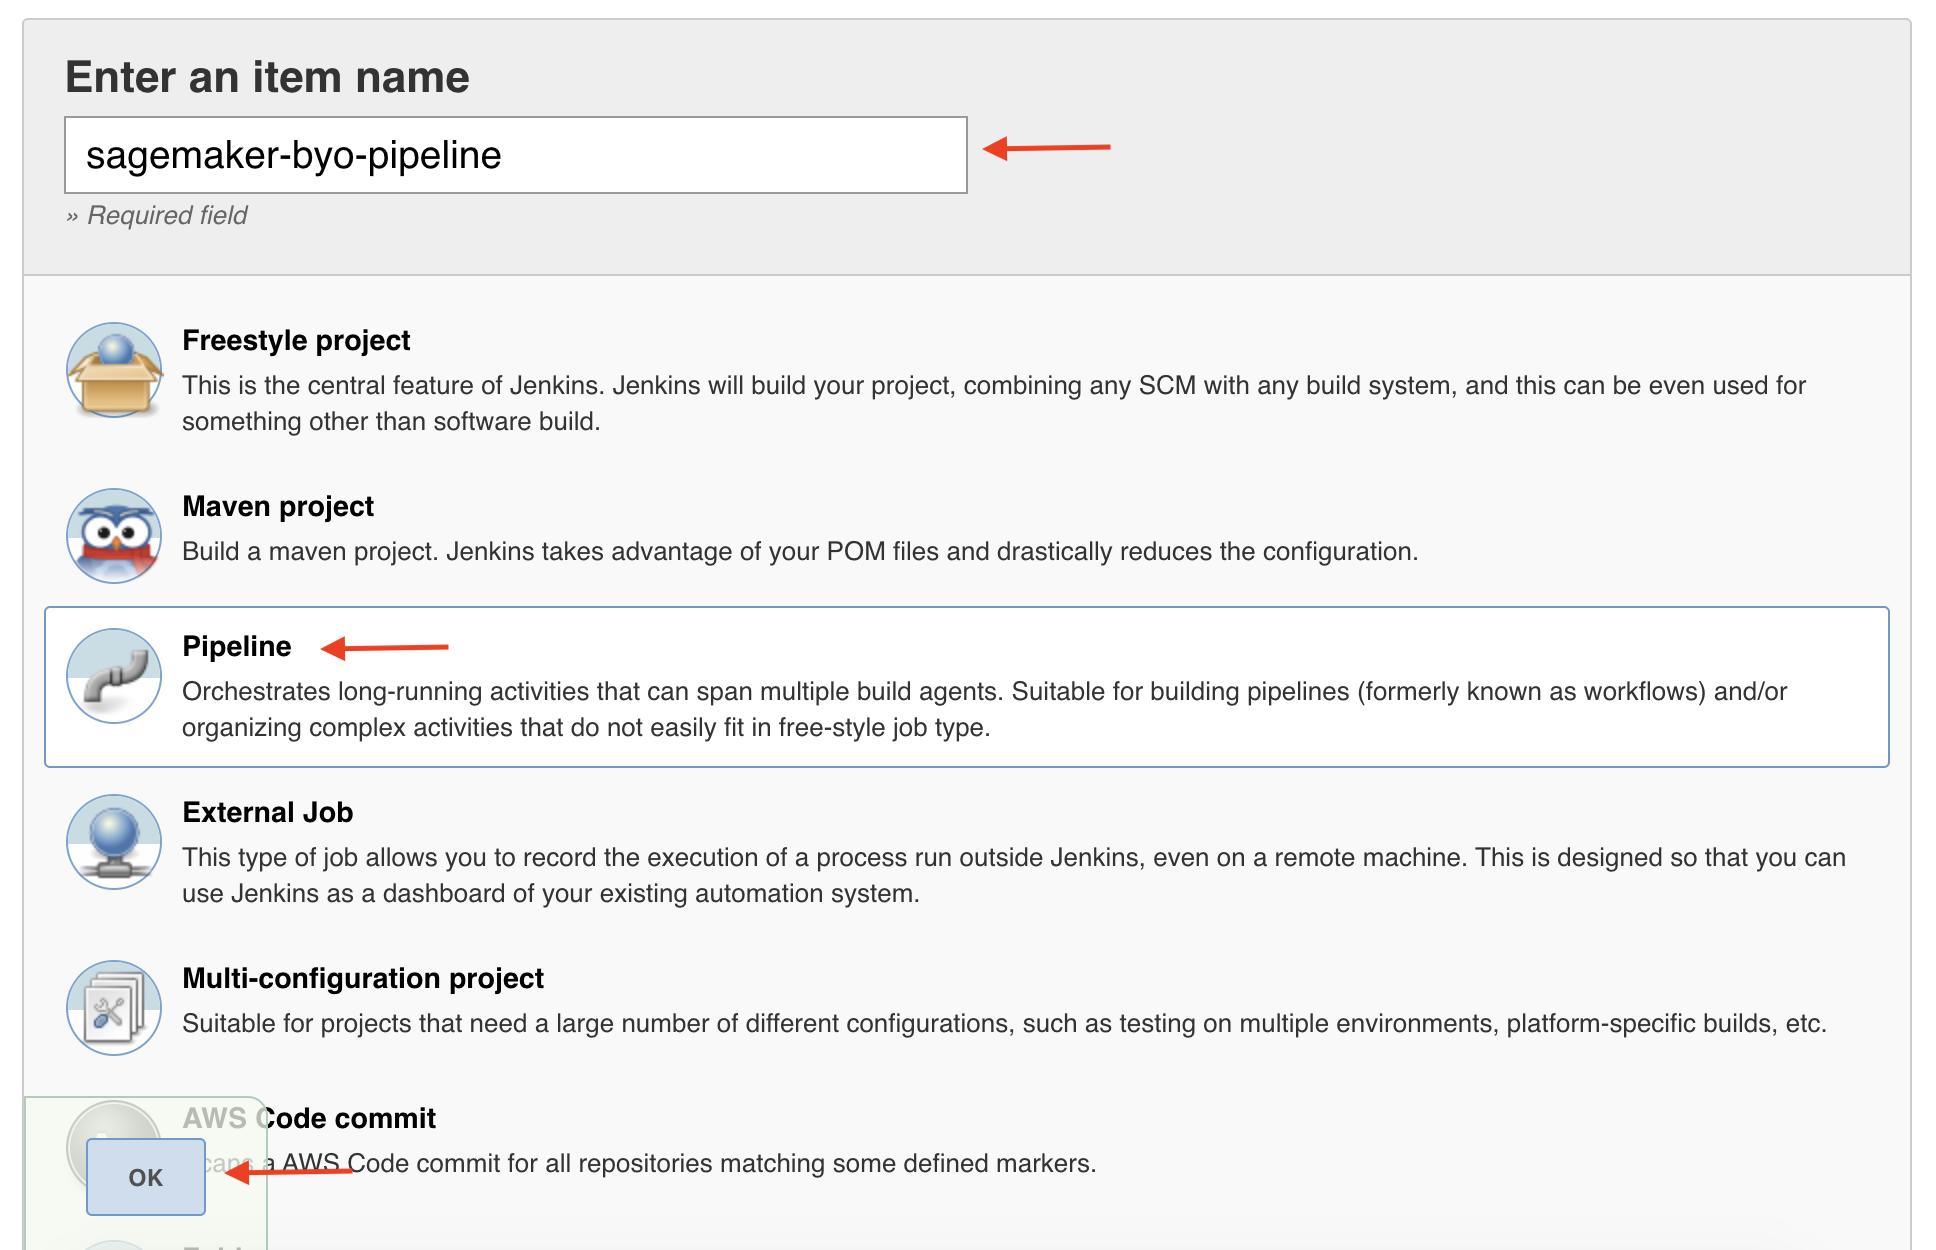 Enter an item name
sagemaker-byo-pipeline
» Required field
Freestyle project
This is the central feature of Jenkins. Jenkins will build your project, combining any SCM with any build system, and this can be even used for
something other than software build.
Maven project
Build a maven project. Jenkins takes advantage of your POM files and drastically reduces the configuration.
Pipeline
Orchestrates long-running activities that can span multiple build agents. Suitable for building pipelines (formerly known as workflows) and/or
organizing complex activities that do not easily fit in free-style job type.
External Job
This type of job allows you to record the execution of a process run outside Jenkins, even on a remote machine. This is designed so that you can
use Jenkins as a dashboard of your existing automation system.
Multi-configuration project
Suitable for projects that need a large number of different configurations, such as testing on multiple environments, platform-specific builds, etc.
AWS Code commit
a AWS Code commit for all repositories matching some defined markers.
OK